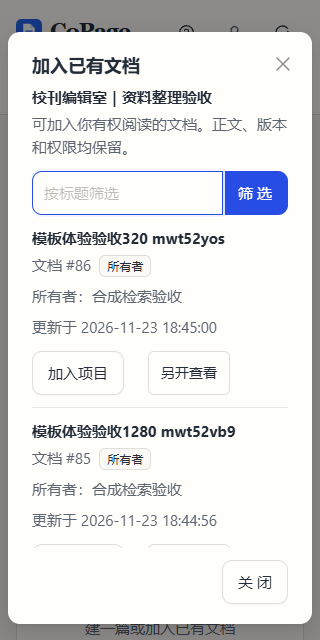 CoPage
加入已有文档
校刊编辑室 | 资料整理验收
可加入你有权阅读的文档。正文、版本
和权限均保留。
按标题筛选
筛 选
模板体验验收320 mwt52yos
文档 #86 所有者
所有者：合成检索验收
更新于 2026-11-23 18:45:00
加入项目 另开查看
模板体验验收1280 mwt52vb9
文档 #85 所有者
所有者：合成检索验收
更新于 2026-11-23 18:44:56
关 闭
建一篇或加入已有文档